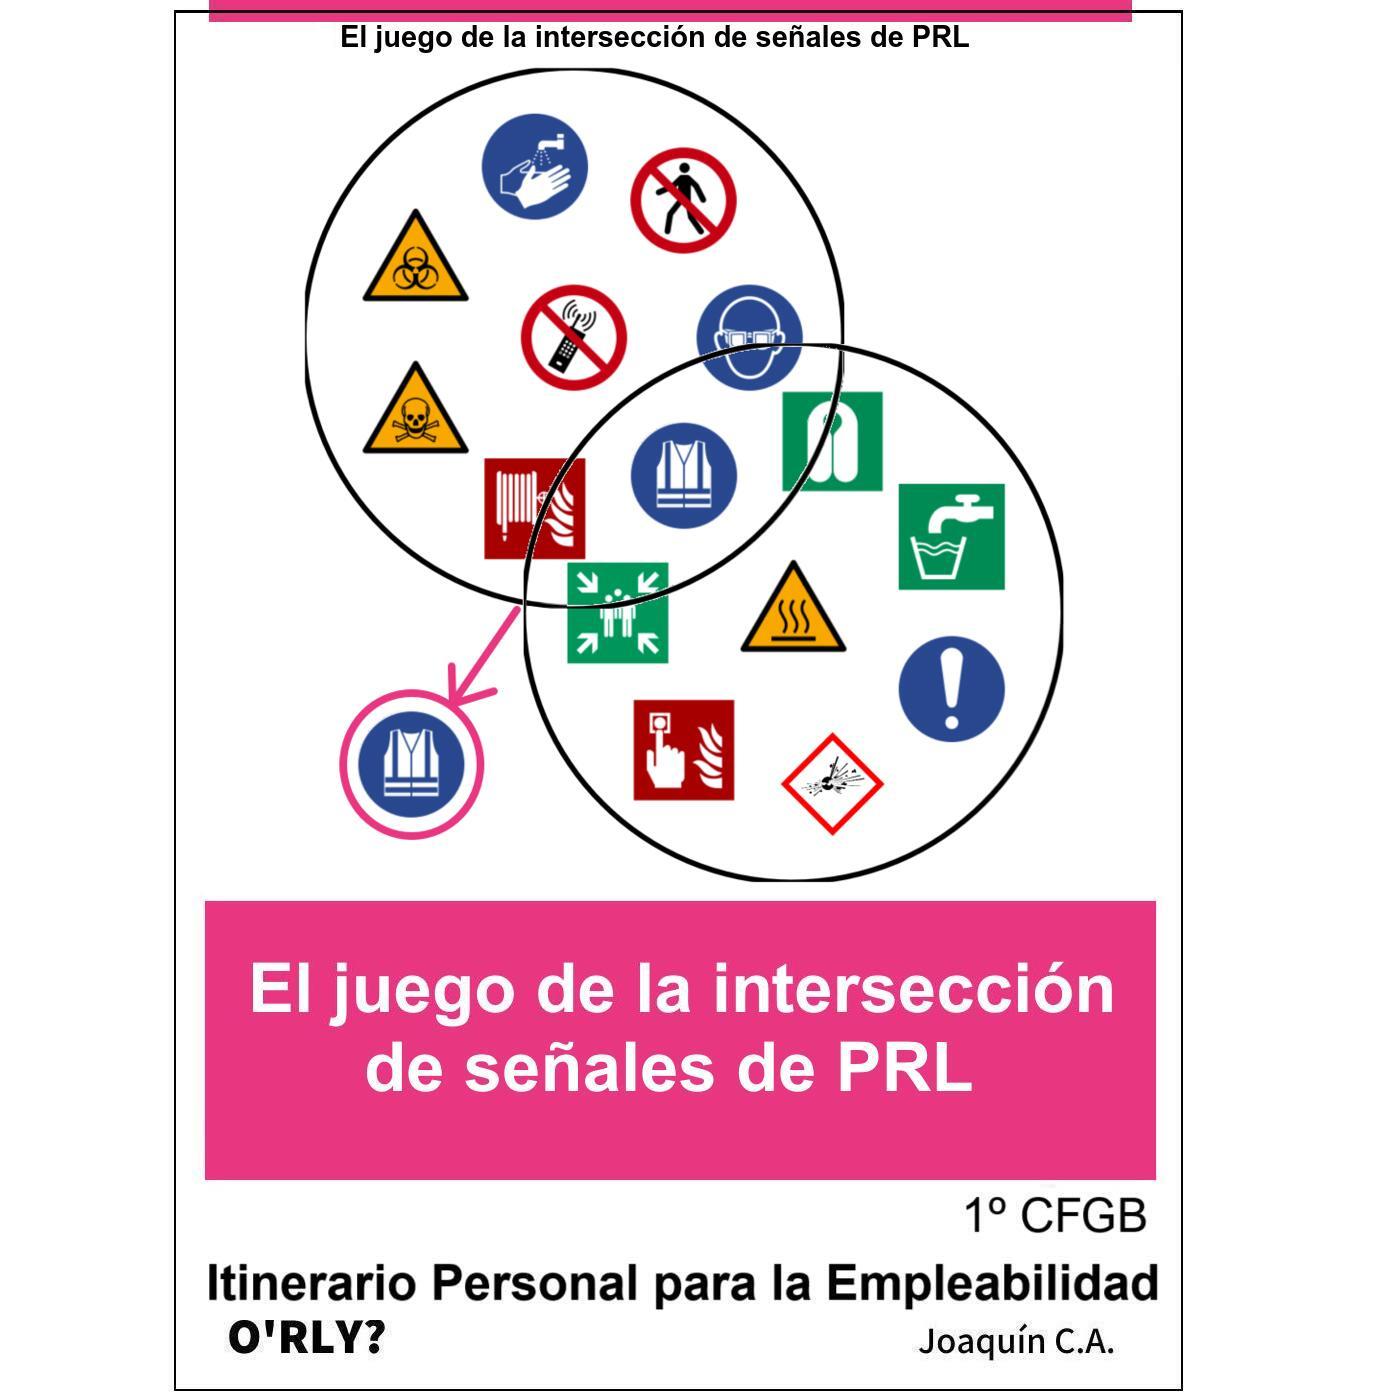 El juego de la intersección de señales de PRL
El juego de la intersección
de señales de PRL
1º CFGB
Itinerario Personal para la Empleabilidad
O'RLY?
Joaquín C.A.